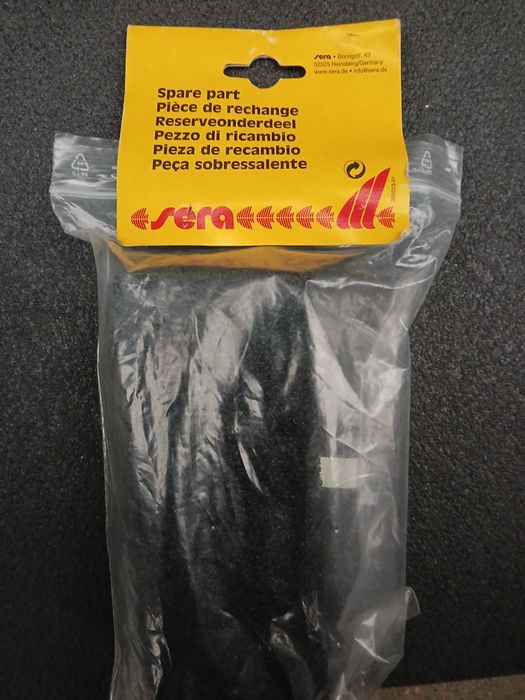 sera • Borsigstr. 49
52525 Heinsberg/Germany
www.sera.de • info@sera.de
Spare part
Pièce de rechange
Reserveonderdeel
Pezzo di ricambio
Pieza de recambio
Peça sobressalente
sera